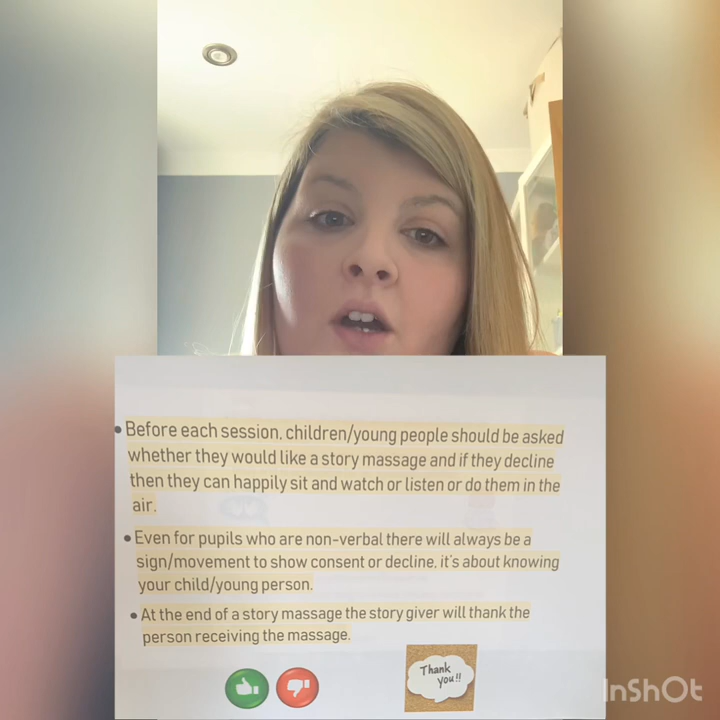 • Before each session, children/young people should be asked
whether they would like a story massage and if they decline
then they can happily sit and watch or listen or do them in the
air.
• Even for pupils who are non-verbal there will always be a
sign/movement to show consent or decline, it's about knowing
your child/young person.
• At the end of a story massage the story giver will thank the
person receiving the massage.
Thank
you!!
InShOt